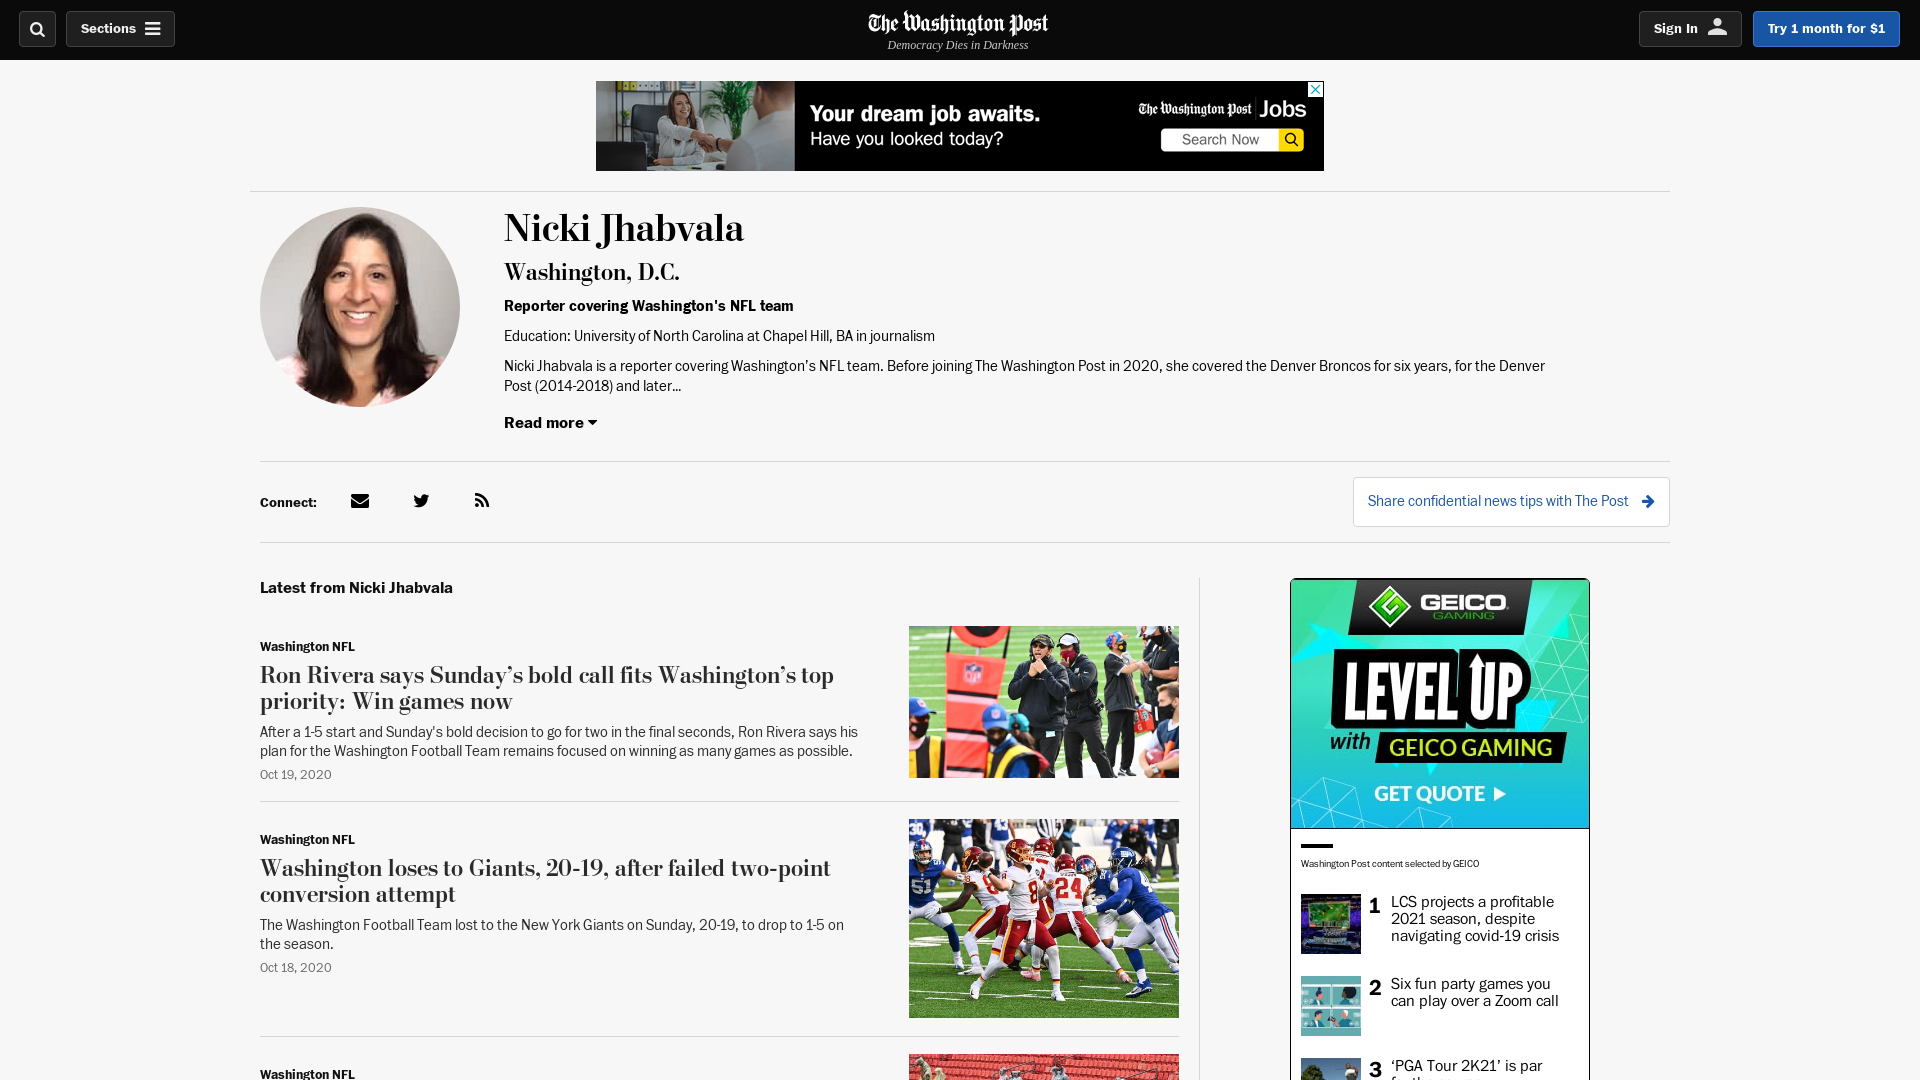 Sections
The Washington Post
Democracy Dies in Darkness
Sign In
Try 1 month for $1
Your dream job awaits.
Have you looked today?
The Washington Post Jobs
Search Now
Nicki Jhabvala
Washington, D.C.
Reporter covering Washington's NFL team
Education: University of North Carolina at Chapel Hill, BA in journalism
Nicki Jhabvala is a reporter covering Washington’s NFL team. Before joining The Washington Post in 2020, she covered the Denver Broncos for six years, for the Denver
Post (2014-2018) and later...
Read more
Connect:
Share confidential news tips with The Post
Latest from Nicki Jhabvala
Washington NFL
Ron Rivera says Sunday’s bold call fits Washington’s top
priority: Win games now
After a 1-5 start and Sunday's bold decision to go for two in the final seconds, Ron Rivera says his
plan for the Washington Football Team remains focused on winning as many games as possible.
Oct 19, 2020
Washington NFL
Washington loses to Giants, 20-19, after failed two-point
conversion attempt
The Washington Football Team lost to the New York Giants on Sunday, 20-19, to drop to 1-5 on
the season.
Oct 18, 2020
Washington NFL
GEICO
GAMING
LEVEL UP
with GEICO GAMING
GET QUOTE
Washington Post content selected by GEICO
1 LCS projects a profitable
2021 season, despite
navigating covid-19 crisis
2 Six fun party games you
can play over a Zoom call
3 ‘PGA Tour 2K21’ is par